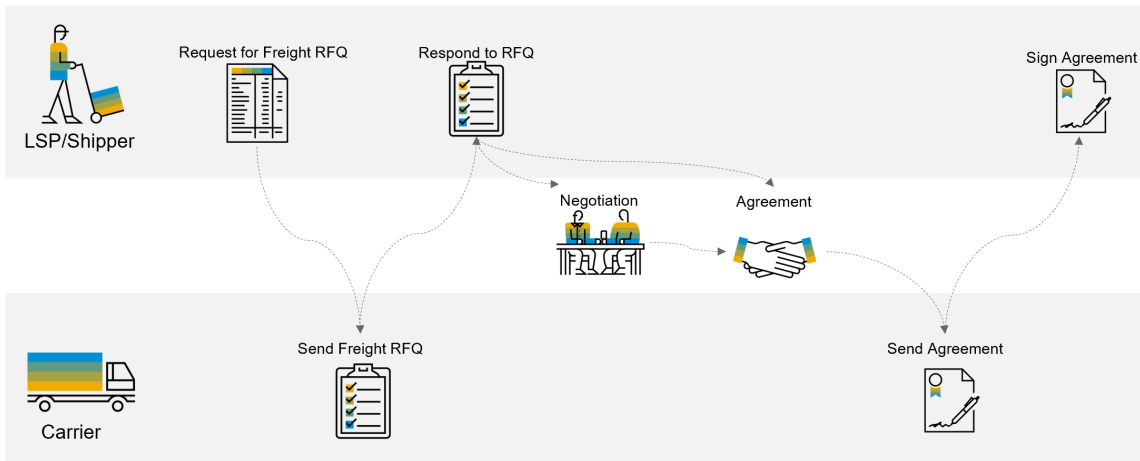 Request for Freight RFQ
Respond to RFQ
Sign Agreement
LSP/Shipper
Negotiation
Agreement
Send Freight RFQ
Send Agreement
Carrier